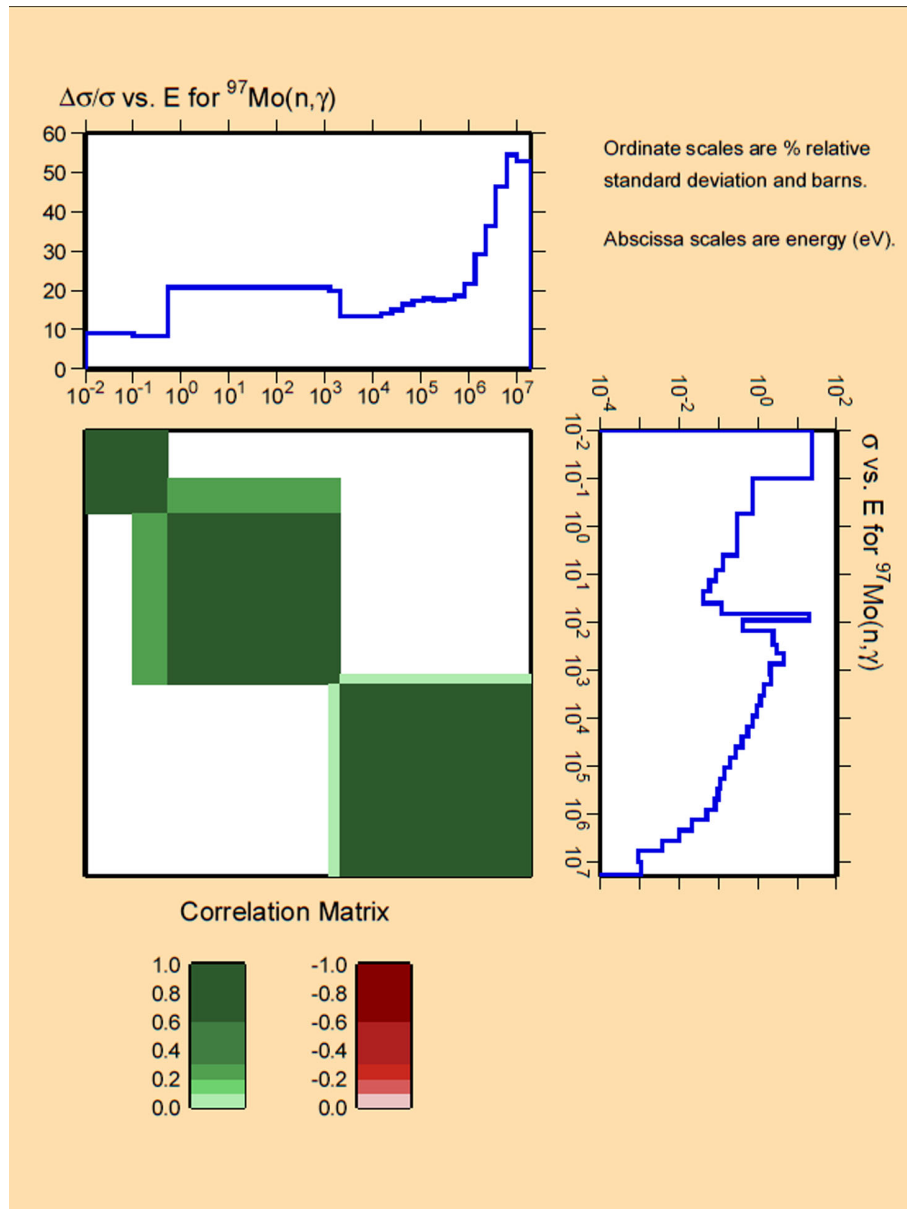 Δσ/σ vs. E for ⁹⁷Mo(n,γ)
60
50
40
30
20
10
0
10⁻² 10⁻¹ 10⁰ 10¹ 10² 10³ 10⁴ 10⁵ 10⁶ 10⁷
Ordinate scales are % relative
standard deviation and barns.
Abscissa scales are energy (eV).
10⁻⁴ 10⁻² 10⁰ 10²
10⁻² 10⁻¹ 10⁰ 10¹ 10² 10³ 10⁴ 10⁵ 10⁶ 10⁷
σ vs. E for ⁹⁷Mo(n,γ)
Correlation Matrix
1.0
0.8
0.6
0.4
0.2
0.0
-1.0
-0.8
-0.6
-0.4
-0.2
0.0